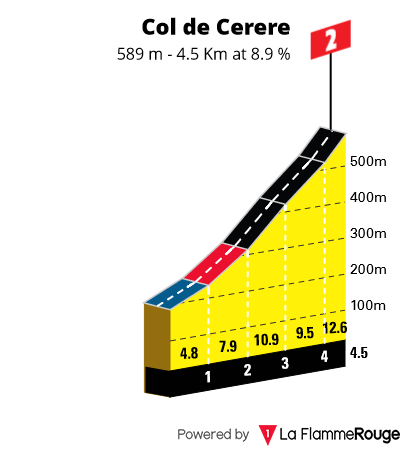 Col de Cerere
589 m - 4.5 Km at 8.9 %
2
500m
400m
300m
200m
100m
4.8 7.9 10.9 9.5 12.6
1 2 3 4 4.5
Powered by 1 La FlammeRouge